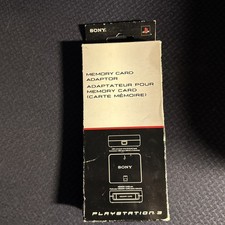 SONY
MEMORY CARD
ADAPTOR
ADAPTATEUR POUR
MEMORY CARD
(CARTE MÉMOIRE)
SONY
PLAYSTATION 3